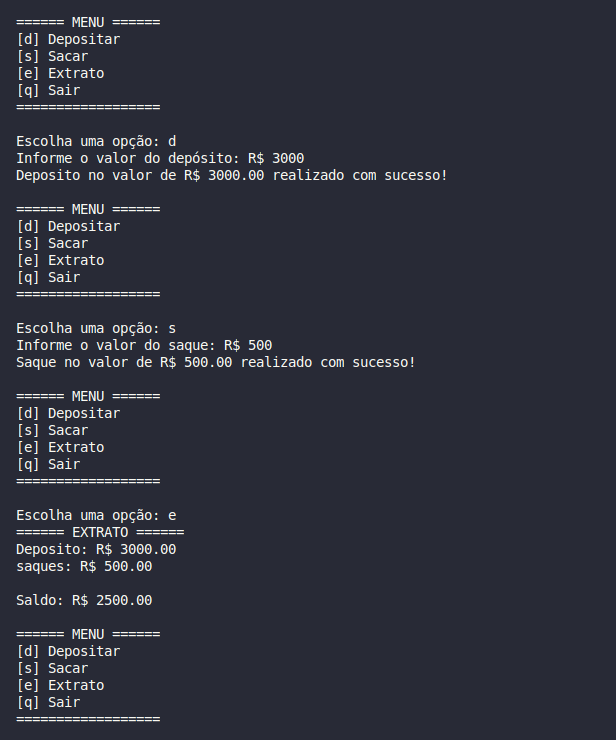 ====== MENU ======
[d] Depositar
[s] Sacar
[e] Extrato
[q] Sair
==================

Escolha uma opção: d
Informe o valor do depósito: R$ 3000
Deposito no valor de R$ 3000.00 realizado com sucesso!

====== MENU ======
[d] Depositar
[s] Sacar
[e] Extrato
[q] Sair
==================

Escolha uma opção: s
Informe o valor do saque: R$ 500
Saque no valor de R$ 500.00 realizado com sucesso!

====== MENU ======
[d] Depositar
[s] Sacar
[e] Extrato
[q] Sair
==================

Escolha uma opção: e
====== EXTRATO ======
Deposito: R$ 3000.00
saques: R$ 500.00

Saldo: R$ 2500.00

====== MENU ======
[d] Depositar
[s] Sacar
[e] Extrato
[q] Sair
==================